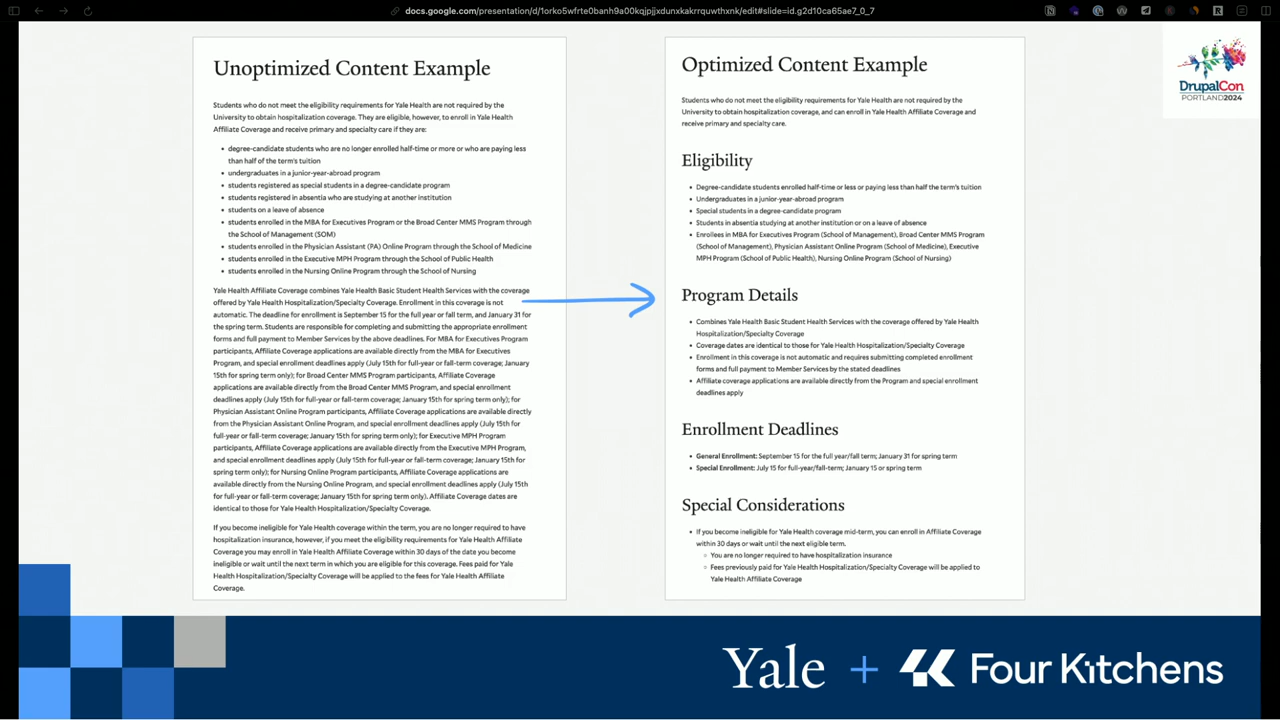 docs.google.com/presentation/d/1orko5wfrte0banh9a00kqjpjjxdunxkakrrquwthxnk/edit#slide=id.g2d10ca65ae7_0_7
Unoptimized Content Example
Students who do not meet the eligibility requirements for Yale Health are not required by the
University to obtain hospitalization coverage. They are eligible, however, to enroll in Yale Health
Affiliate Coverage and receive primary and specialty care if they are:
• degree-candidate students who are no longer enrolled half-time or more or who are paying less
than half of the term's tuition
• undergraduates in a junior-year-abroad program
• students registered as special students in a degree-candidate program
• students registered in absentia who are studying at another institution
• students on a leave of absence
• students enrolled in the MBA for Executives Program or the Broad Center MMS Program through
the School of Management (SOM)
• students enrolled in the Physician Assistant (PA) Online Program through the School of Medicine
• students enrolled in the Executive MPH Program through the School of Public Health
• students enrolled in the Nursing Online Program through the School of Nursing
Yale Health Affiliate Coverage combines Yale Health Basic Student Health Services with the coverage
offered by Yale Health Hospitalization/Specialty Coverage. Enrollment in this coverage is not
automatic. The deadline for enrollment is September 15 for the full year or fall term, and January 31 for
the spring term. Students are responsible for completing and submitting the appropriate enrollment
forms and full payment to Member Services by the above deadlines. For MBA for Executives Program
participants, Affiliate Coverage applications are available directly from the MBA for Executives
Program, and special enrollment deadlines apply (July 15th for full-year or fall-term coverage; January
15th for spring term only); for Broad Center MMS Program participants, Affiliate Coverage
applications are available directly from the Broad Center MMS Program, and special enrollment
deadlines apply (July 15th for full-year or fall-term coverage; January 15th for spring term only); for
Physician Assistant Online Program participants, Affiliate Coverage applications are available directly
from the Physician Assistant Online Program, and special enrollment deadlines apply (July 15th for
full-year or fall-term coverage; January 15th for spring term only); for Executive MPH Program
participants, Affiliate Coverage applications are available directly from the Executive MPH Program,
and special enrollment deadlines apply (July 15th for full-year or fall-term coverage; January 15th for
spring term only); for Nursing Online Program participants, Affiliate Coverage applications are
available directly from the Nursing Online Program, and special enrollment deadlines apply (July 15th
for full-year or fall-term coverage; January 15th for spring term only). Affiliate Coverage dates are
identical to those for Yale Health Hospitalization/Specialty Coverage.
If you become ineligible for Yale Health coverage within the term, you are no longer required to have
hospitalization insurance, however, if you meet the eligibility requirements for Yale Health Affiliate
Coverage you may enroll in Yale Health Affiliate Coverage within 30 days of the date you become
ineligible or wait until the next term in which you are eligible for this coverage. Fees paid for Yale
Health Hospitalization/Specialty Coverage will be applied to the fees for Yale Health Affiliate
Coverage.
Optimized Content Example
Students who do not meet the eligibility requirements for Yale Health are not required by the
University to obtain hospitalization coverage, and can enroll in Yale Health Affiliate Coverage and
receive primary and specialty care.
Eligibility
• Degree-candidate students enrolled half-time or less or paying less than half the term's tuition
• Undergraduates in a junior-year-abroad program
• Special students in a degree-candidate program
• Students in absentia studying at another institution or on a leave of absence
• Enrollees in MBA for Executives Program (School of Management), Broad Center MMS Program
(School of Management), Physician Assistant Online Program (School of Medicine), Executive
MPH Program (School of Public Health), Nursing Online Program (School of Nursing)
Program Details
• Combines Yale Health Basic Student Health Services with the coverage offered by Yale Health
Hospitalization/Specialty Coverage
• Coverage dates are identical to those for Yale Health Hospitalization/Specialty Coverage
• Enrollment in this coverage is not automatic and requires submitting completed enrollment
forms and full payment to Member Services by the stated deadlines
• Affiliate coverage applications are available directly from the Program and special enrollment
deadlines apply
Enrollment Deadlines
• General Enrollment: September 15 for the full year/fall term; January 31 for spring term
• Special Enrollment: July 15 for full-year/fall-term; January 15 or spring term
Special Considerations
• If you become ineligible for Yale Health coverage mid-term, you can enroll in Affiliate Coverage
within 30 days or wait until the next eligible term.
○ You are no longer required to have hospitalization insurance
○ Fees previously paid for Yale Health Hospitalization/Specialty Coverage will be applied to
Yale Health Affiliate Coverage
DrupalCon
PORTLAND2024
Yale + Four Kitchens